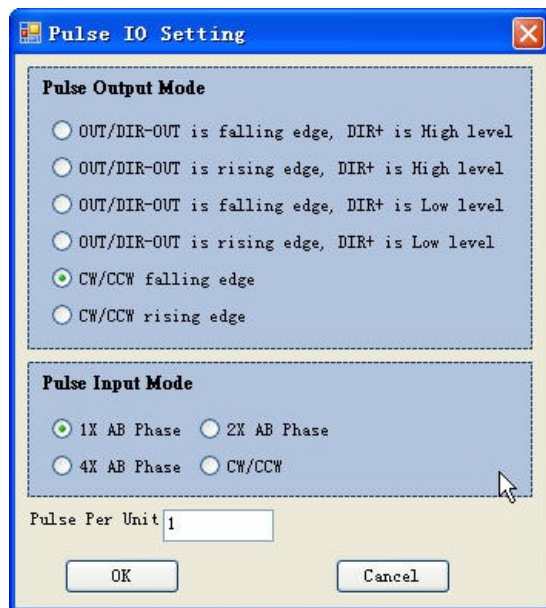 Pulse IO Setting
Pulse Output Mode
OUT/DIR-OUT is falling edge, DIR+ is High level
OUT/DIR-OUT is rising edge, DIR+ is High level
OUT/DIR-OUT is falling edge, DIR+ is Low level
OUT/DIR-OUT is rising edge, DIR+ is Low level
CW/CCW falling edge
CW/CCW rising edge
Pulse Input Mode
1X AB Phase 2X AB Phase
4X AB Phase CW/CCW
Pulse Per Unit 1
OK Cancel